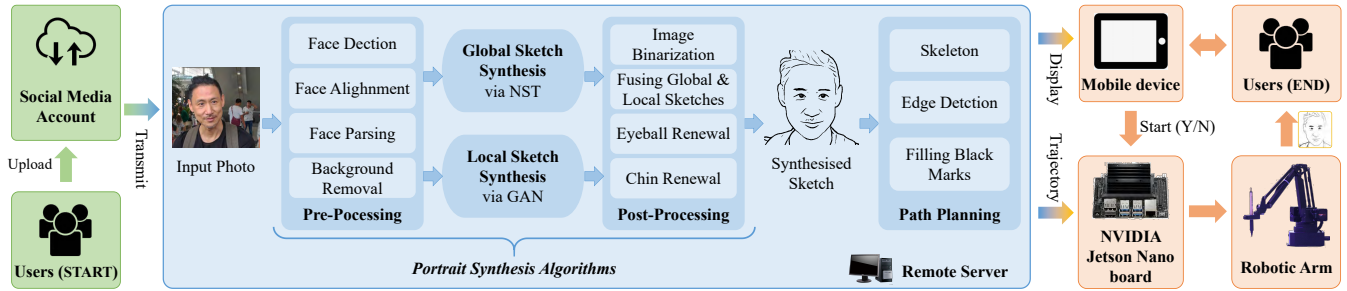 Social Media
Account
Upload
Users (START)
Transmit
Input Photo
Face Dection
Face Alighnment
Face Parsing
Background
Removal
Pre-Pocessing
Global Sketch
Synthesis
via NST
Local Sketch
Synthesis
via GAN
Image
Binarization
Fusing Global &
Local Sketches
Eyeball Renewal
Chin Renewal
Post-Processing
Portrait Synthesis Algorithms
Synthesised
Sketch
Skeleton
Edge Detction
Filling Black
Marks
Path Planning
Remote Server
Display
Trajectory
Mobile device
Users (END)
Start (Y/N)
NVIDIA
Jetson Nano
board
Robotic Arm